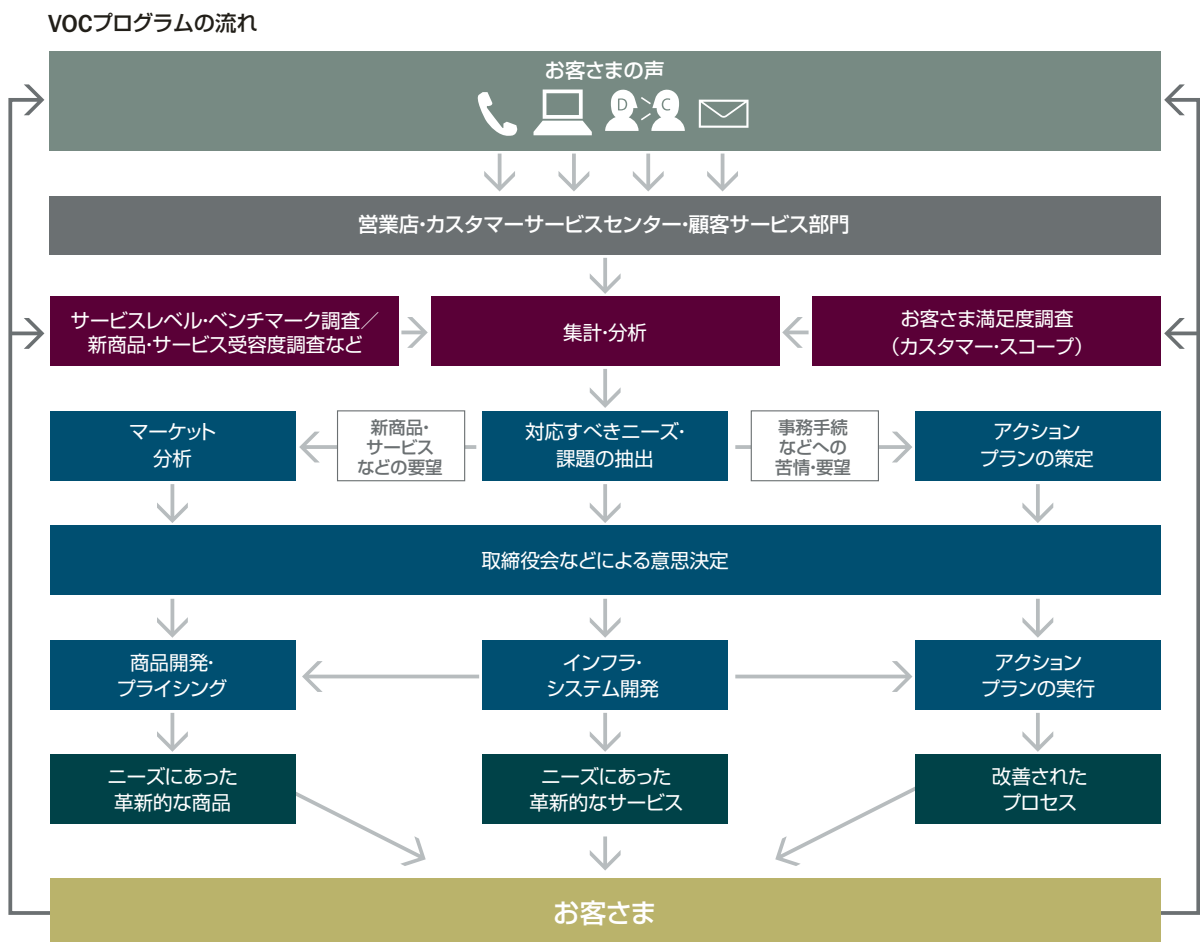 VOCプログラムの流れ
お客さまの声
D C
営業店・カスタマーサービスセンター・顧客サービス部門
サービスレベル・ベンチマーク調査／
新商品・サービス受容度調査など
集計・分析
お客さま満足度調査
（カスタマー・スコープ）
マーケット
分析
新商品・
サービス
などの要望
対応すべきニーズ・
課題の抽出
事務手続
などへの
苦情・要望
アクション
プランの策定
取締役会などによる意思決定
商品開発・
プライシング
インフラ・
システム開発
アクション
プランの実行
ニーズにあった
革新的な商品
ニーズにあった
革新的なサービス
改善された
プロセス
お客さま